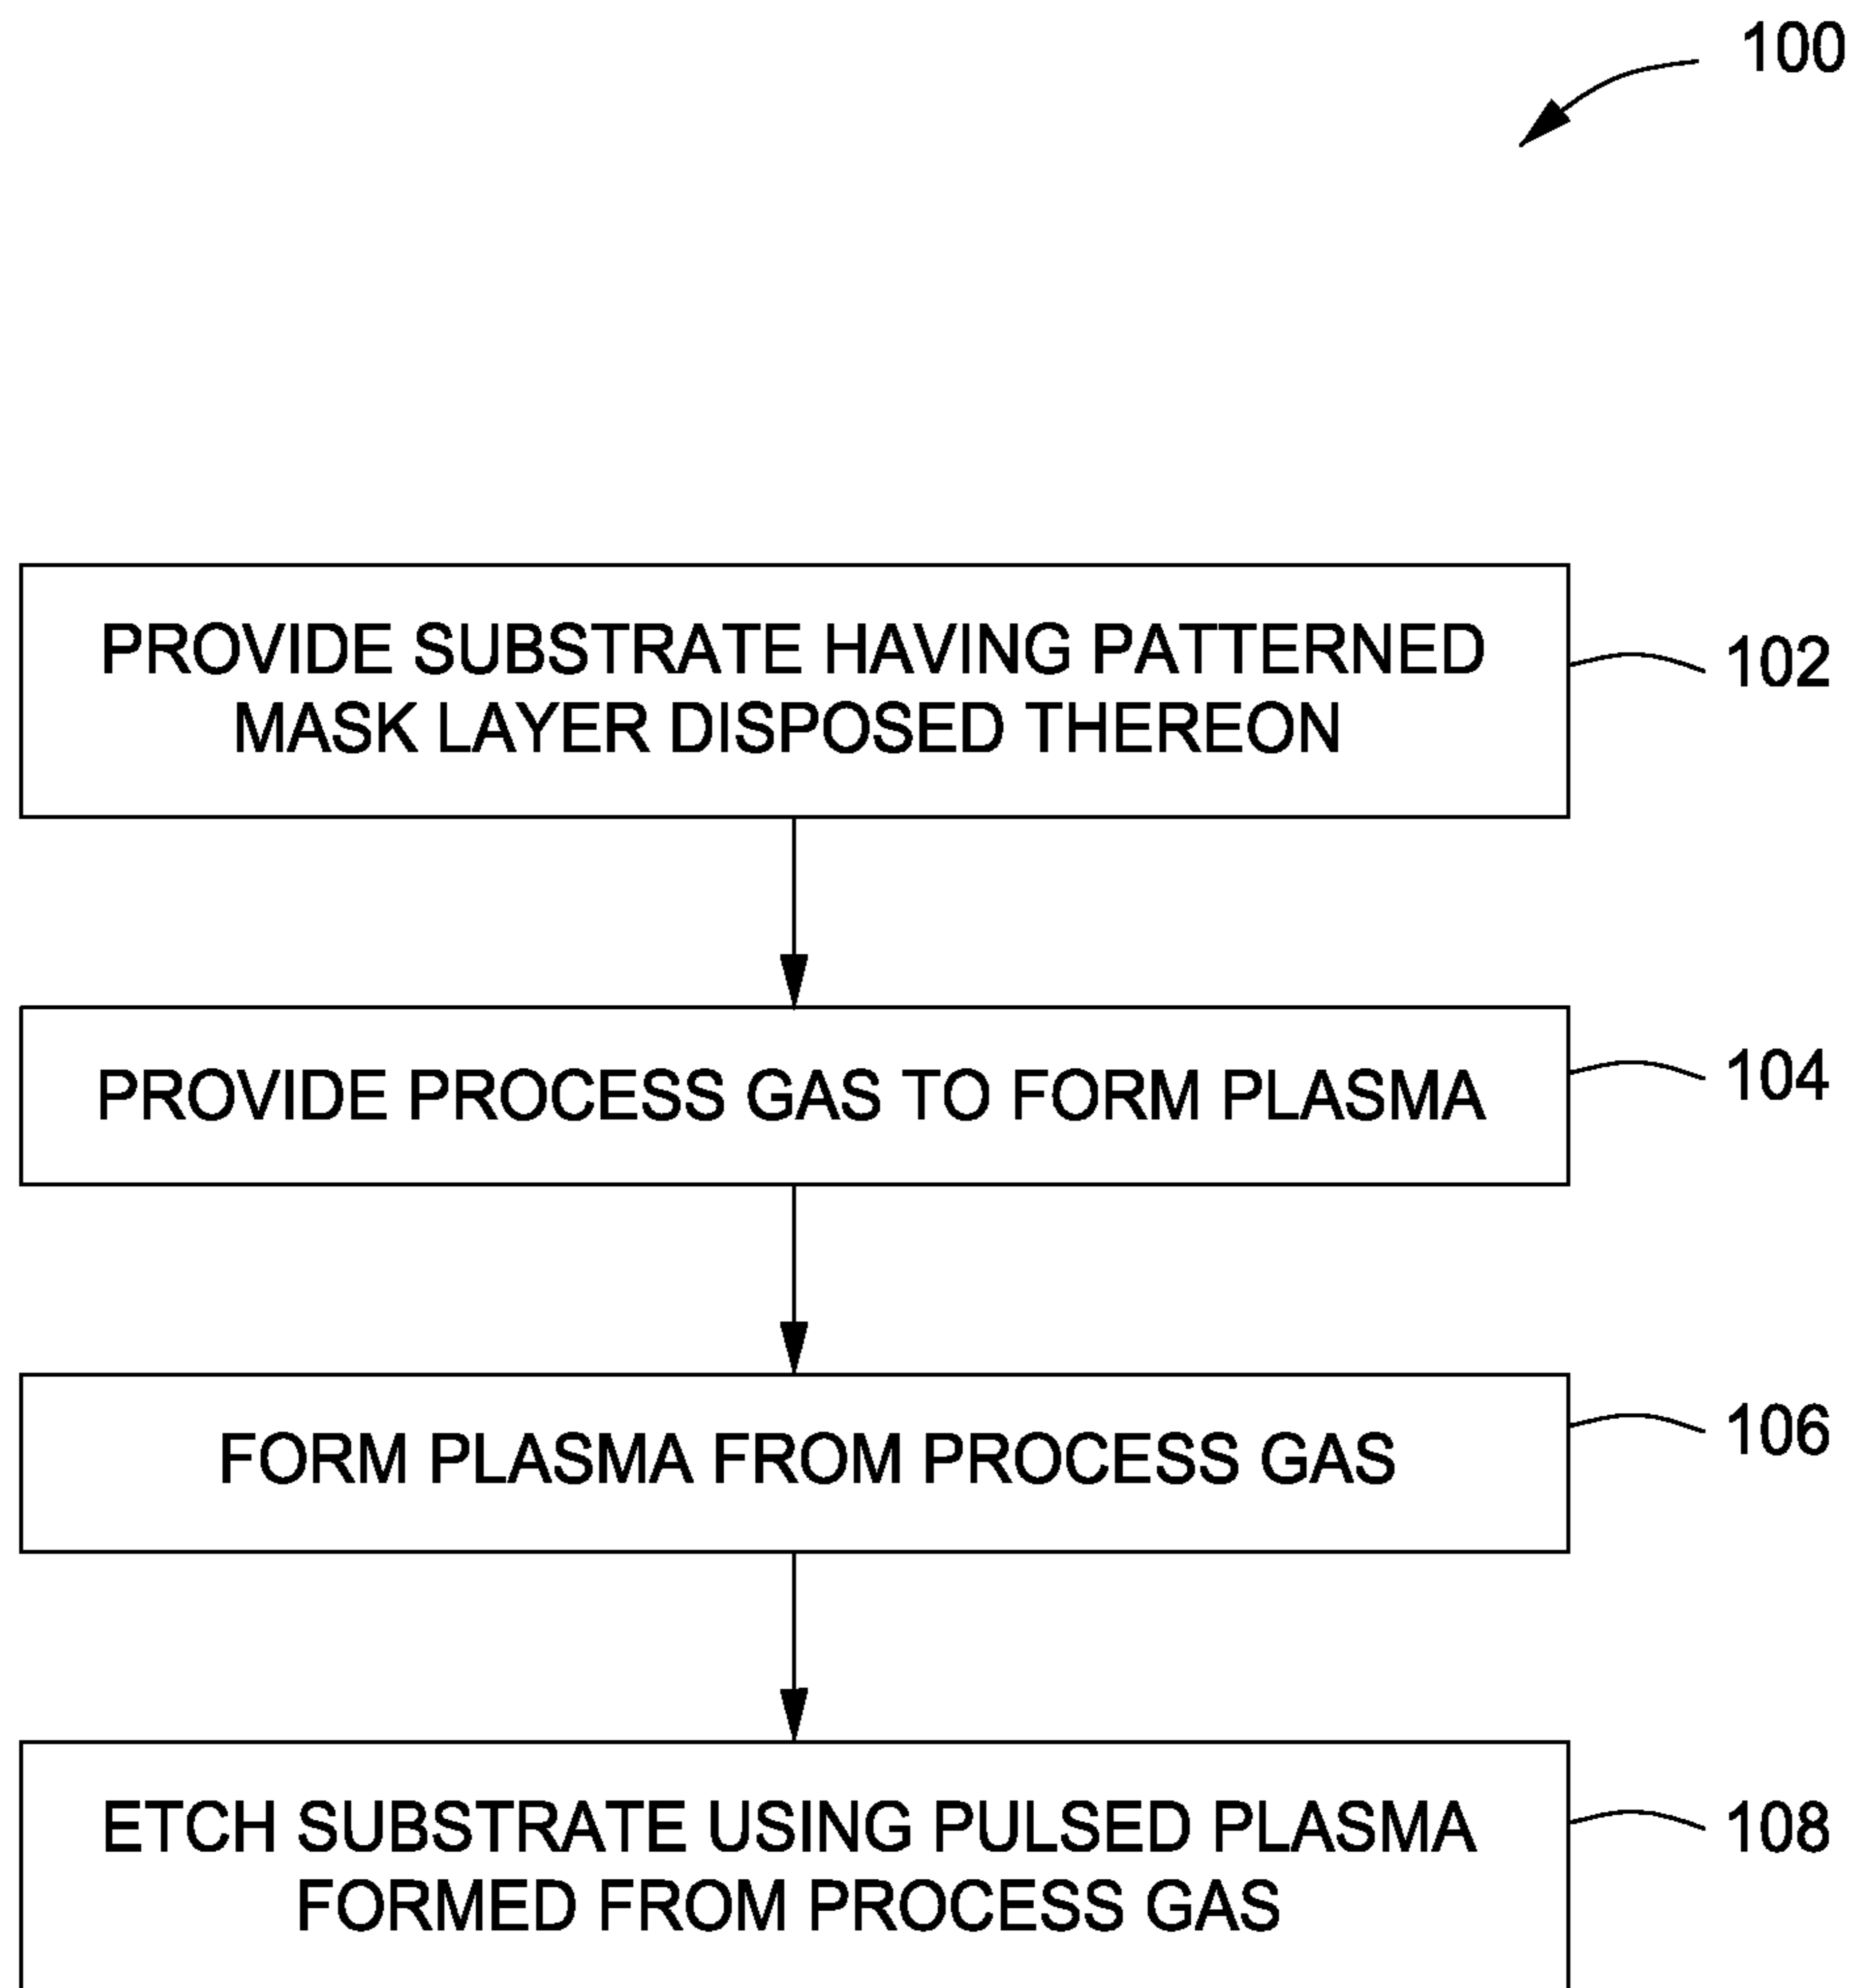 100
PROVIDE SUBSTRATE HAVING PATTERNED
MASK LAYER DISPOSED THEREON
102
PROVIDE PROCESS GAS TO FORM PLASMA
104
FORM PLASMA FROM PROCESS GAS
106
ETCH SUBSTRATE USING PULSED PLASMA
FORMED FROM PROCESS GAS
108